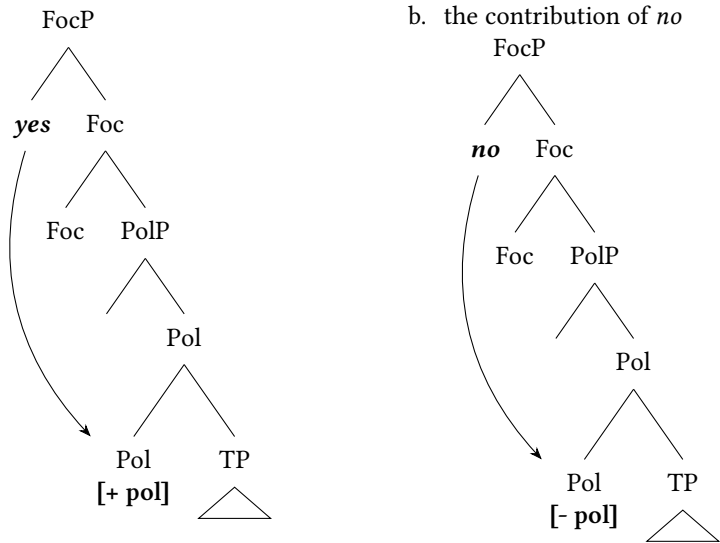 FocP
yes Foc
Foc PolP
Pol
Pol TP
[+ pol]
b. the contribution of no
FocP
no Foc
Foc PolP
Pol
Pol TP
[- pol]